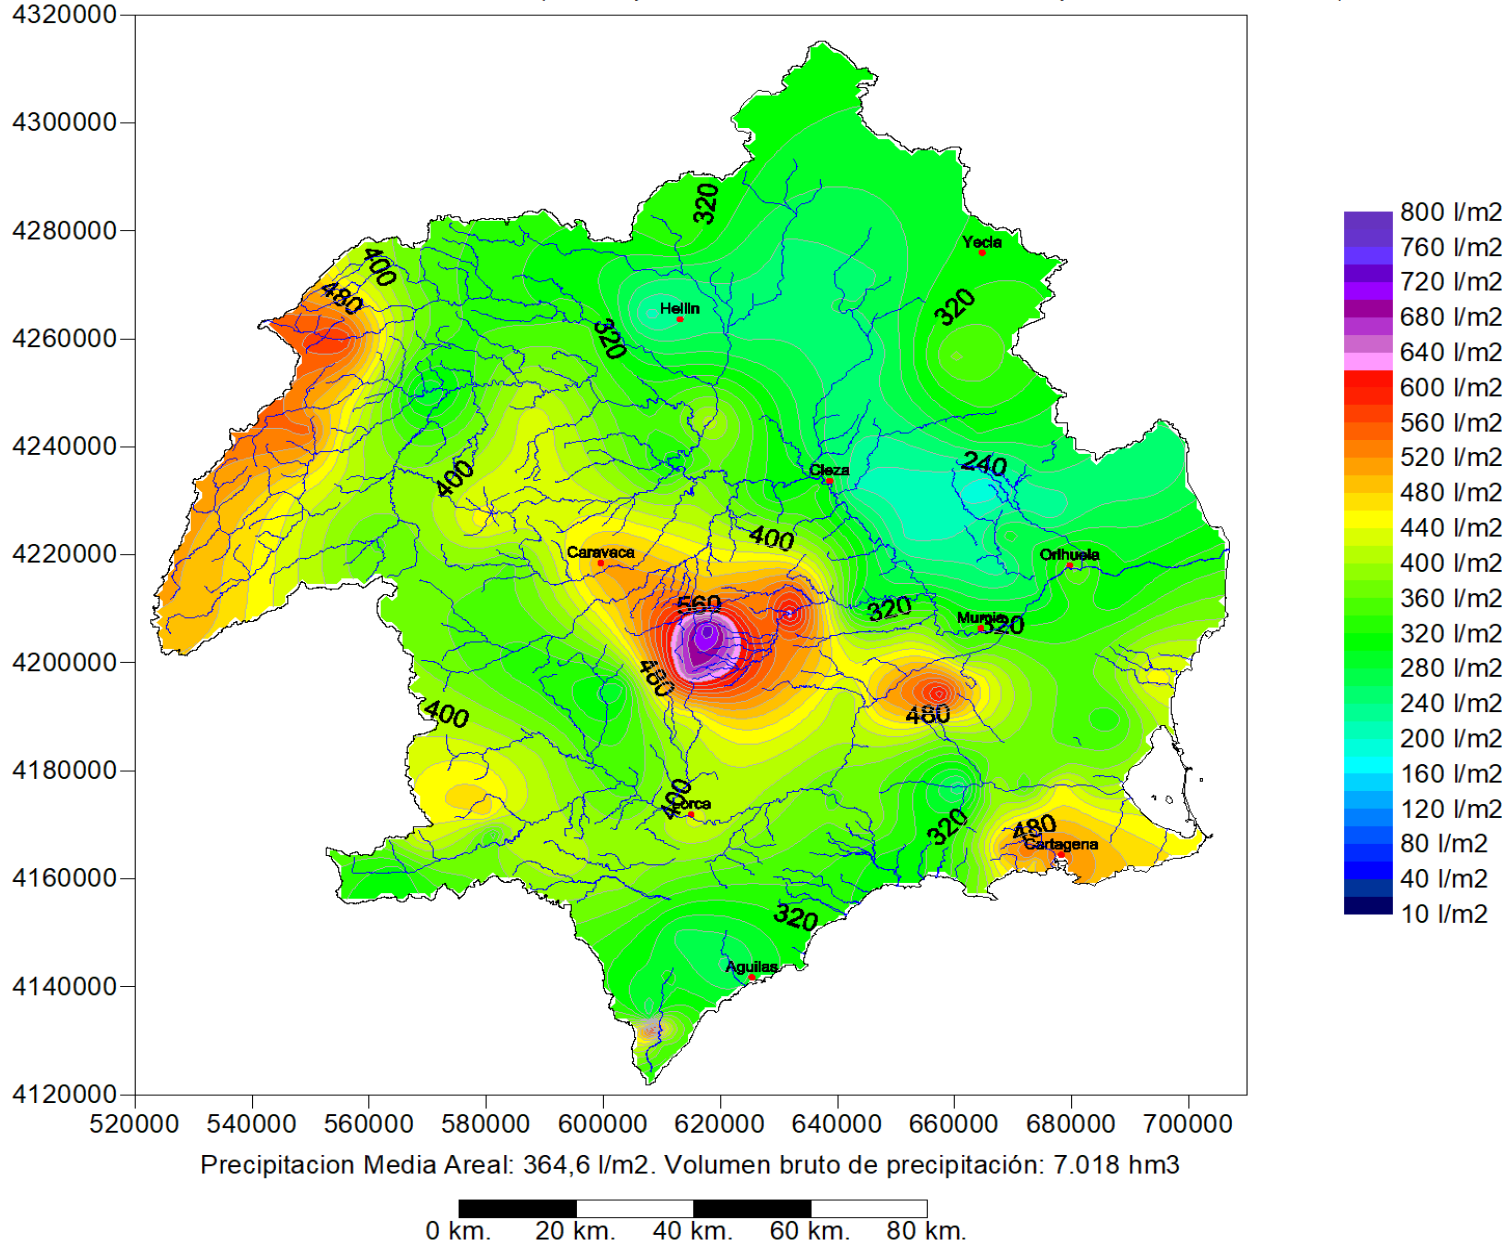 4320000
4300000
4280000
4260000
4240000
4220000
4200000
4180000
4160000
4140000
4120000
520000 540000 560000 580000 600000 620000 640000 660000 680000 700000
320
Yecla
400
480
Hellin
320
320
240
Cieza
400
400
Caravaca
Orihuela
560
320
Murcia
320
480
400
480
400
Lorca
320
480
Cartagena
320
Aguilas
800 l/m2
760 l/m2
720 l/m2
680 l/m2
640 l/m2
600 l/m2
560 l/m2
520 l/m2
480 l/m2
440 l/m2
400 l/m2
360 l/m2
320 l/m2
280 l/m2
240 l/m2
200 l/m2
160 l/m2
120 l/m2
80 l/m2
40 l/m2
10 l/m2
Precipitacion Media Areal: 364,6 l/m2. Volumen bruto de precipitación: 7.018 hm3
0 km. 20 km. 40 km. 60 km. 80 km.